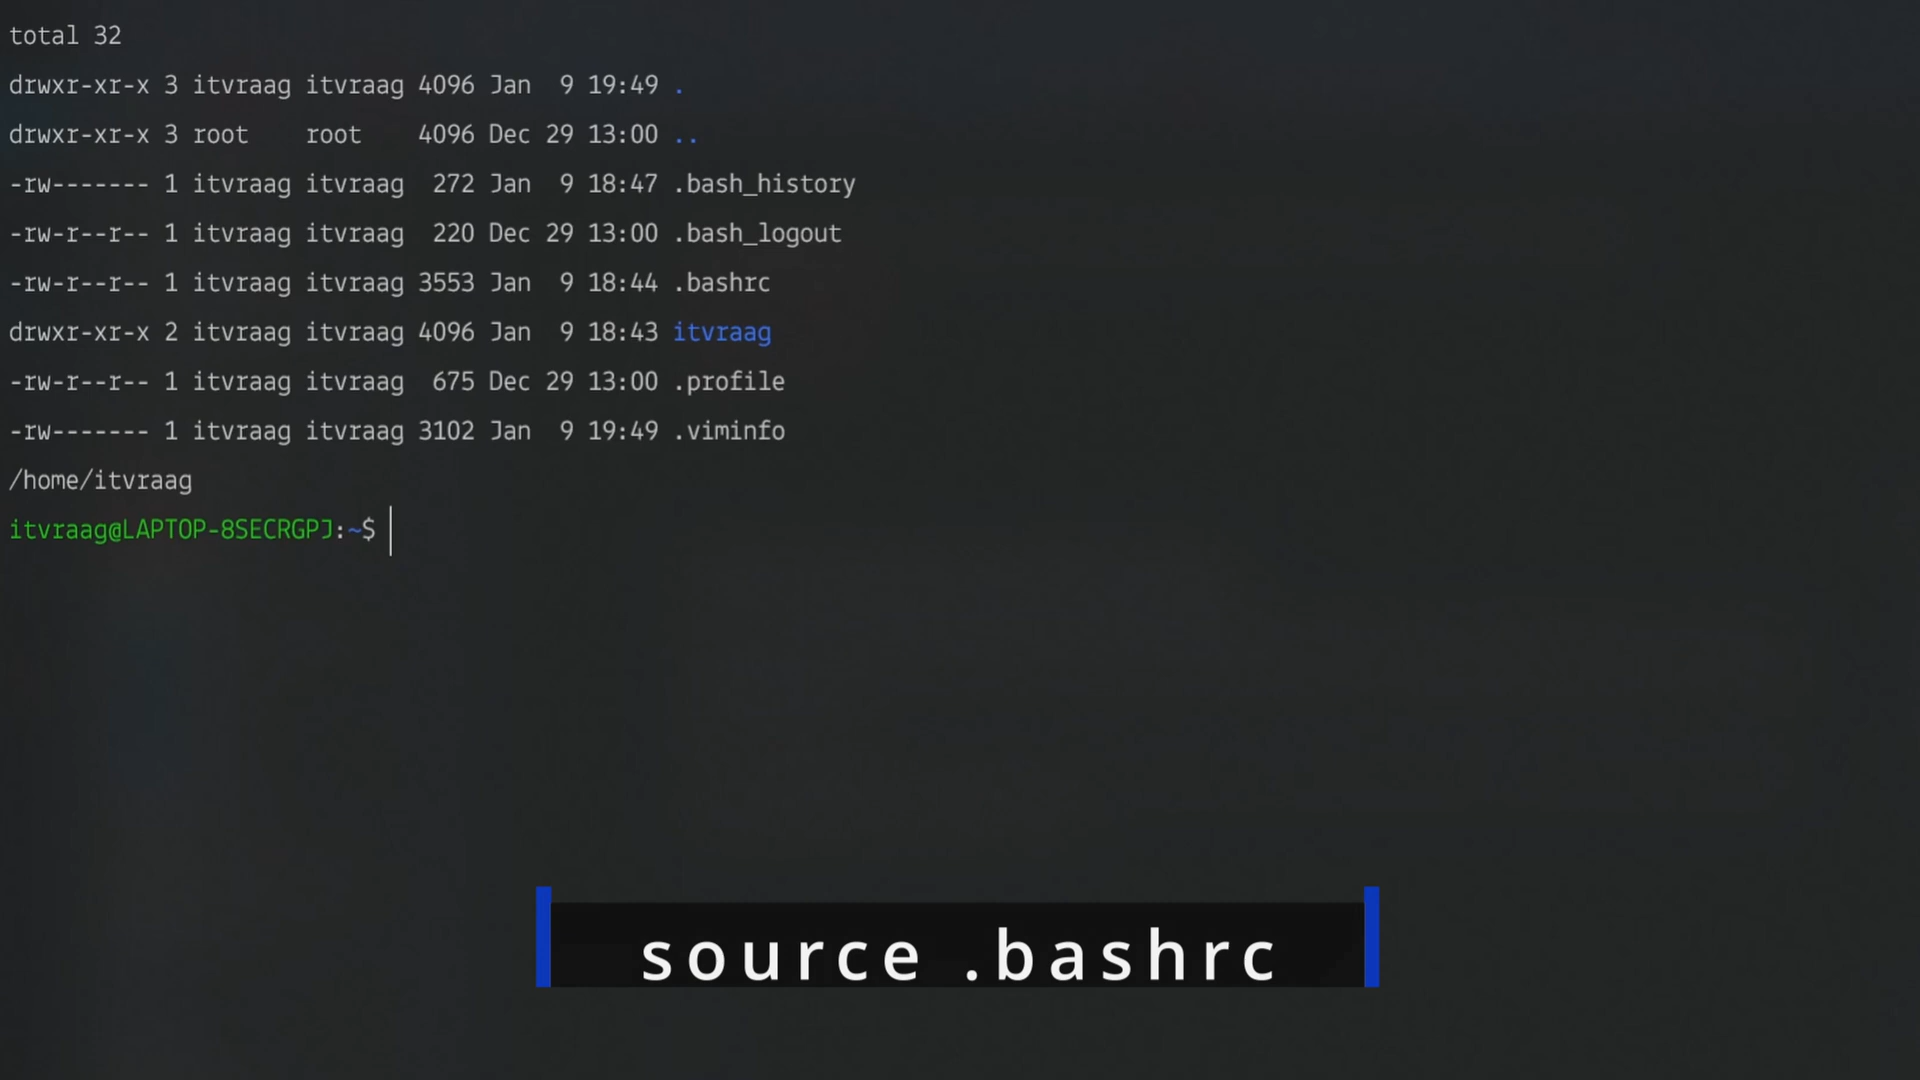 total 32
drwxr-xr-x 3 itvraag itvraag 4096 Jan  9 19:49 .
drwxr-xr-x 3 root    root    4096 Dec 29 13:00 ..
-rw------- 1 itvraag itvraag  272 Jan  9 18:47 .bash_history
-rw-r--r-- 1 itvraag itvraag  220 Dec 29 13:00 .bash_logout
-rw-r--r-- 1 itvraag itvraag 3553 Jan  9 18:44 .bashrc
drwxr-xr-x 2 itvraag itvraag 4096 Jan  9 18:43 itvraag
-rw-r--r-- 1 itvraag itvraag  675 Dec 29 13:00 .profile
-rw------- 1 itvraag itvraag 3102 Jan  9 19:49 .viminfo
/home/itvraag
itvraag@LAPTOP-8SECRGPJ:~$
source .bashrc